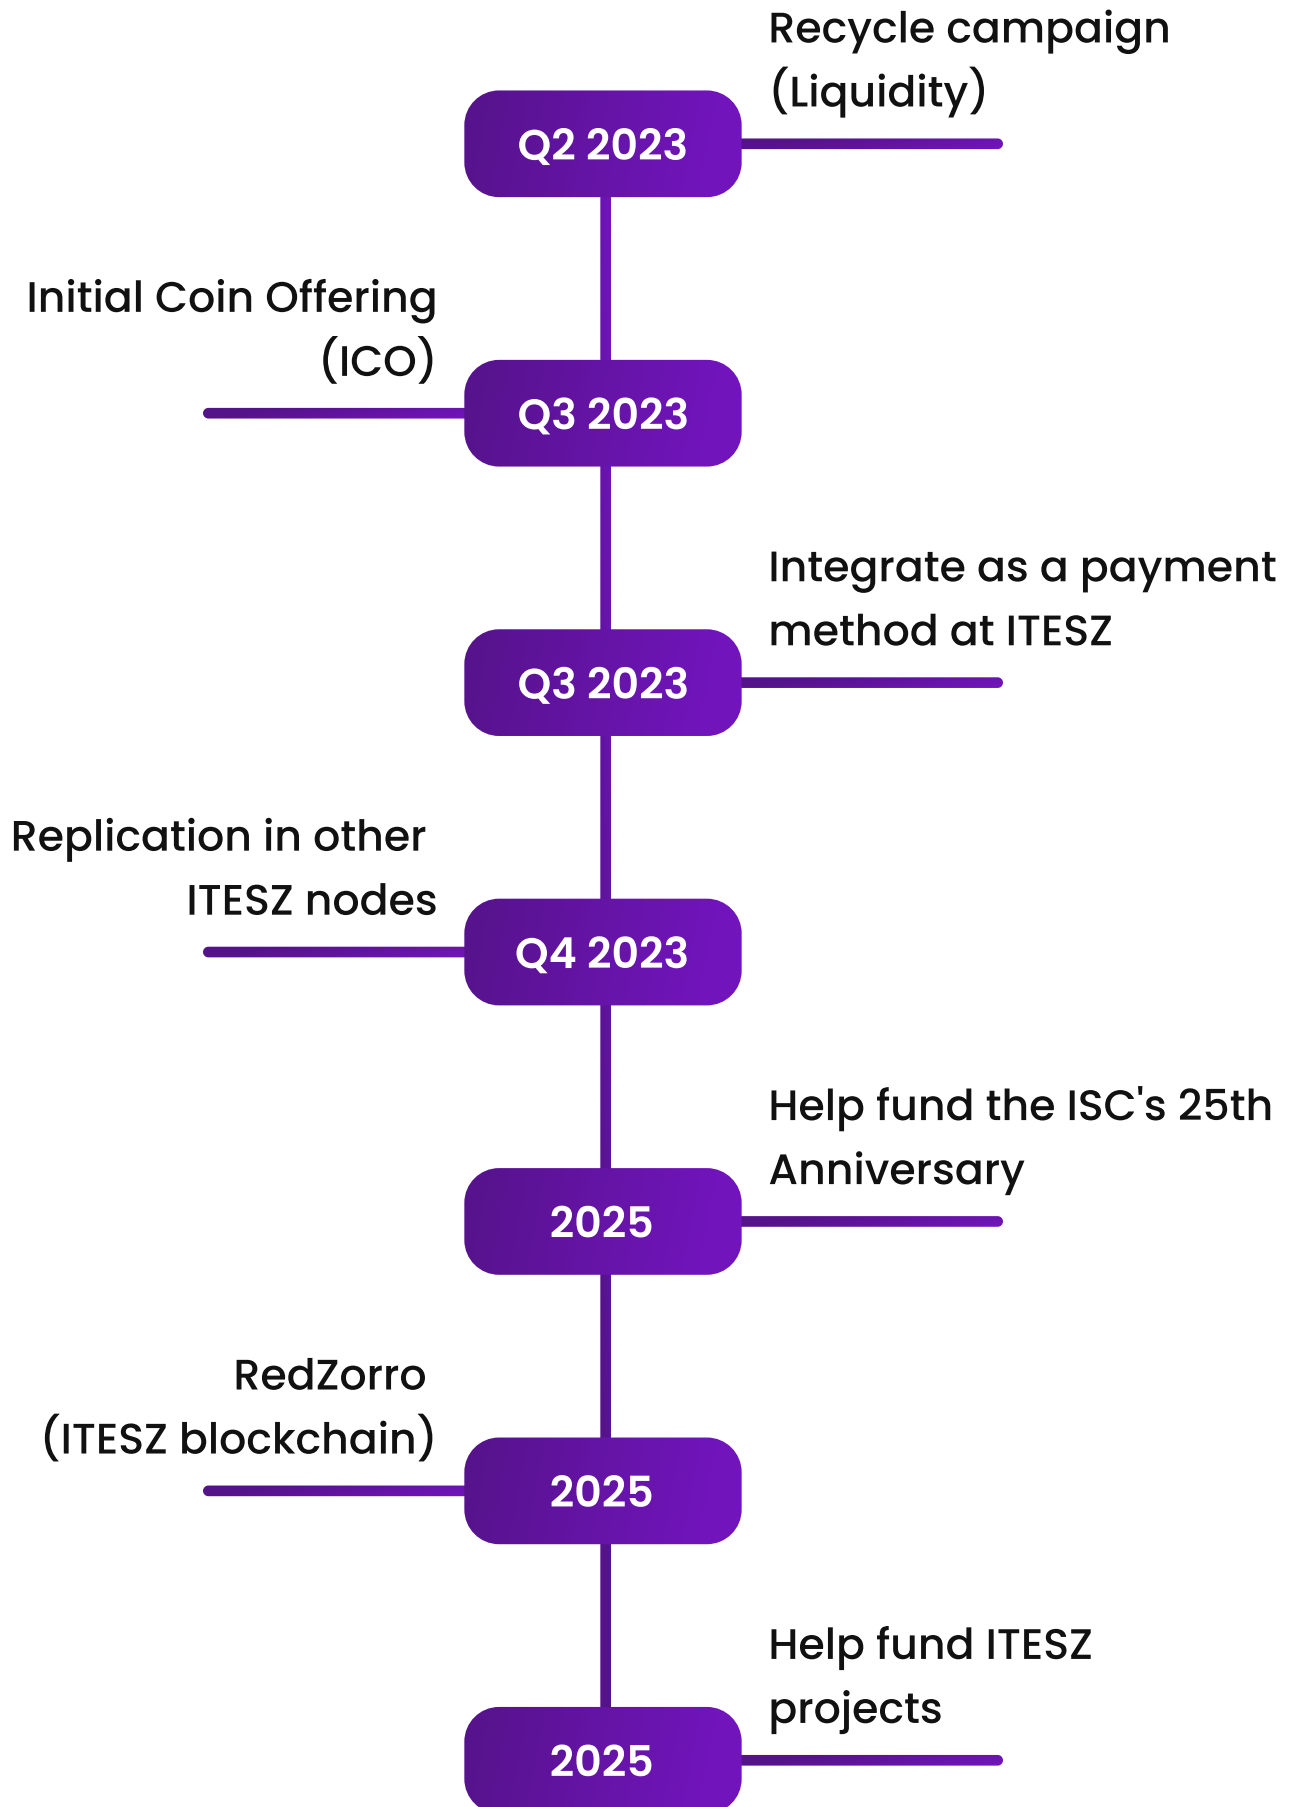 Recycle campaign
(Liquidity)
Q2 2023
Initial Coin Offering
(ICO)
Q3 2023
Integrate as a payment
method at ITESZ
Q3 2023
Replication in other
ITESZ nodes
Q4 2023
Help fund the ISC's 25th
Anniversary
2025
RedZorro
(ITESZ blockchain)
2025
Help fund ITESZ
projects
2025